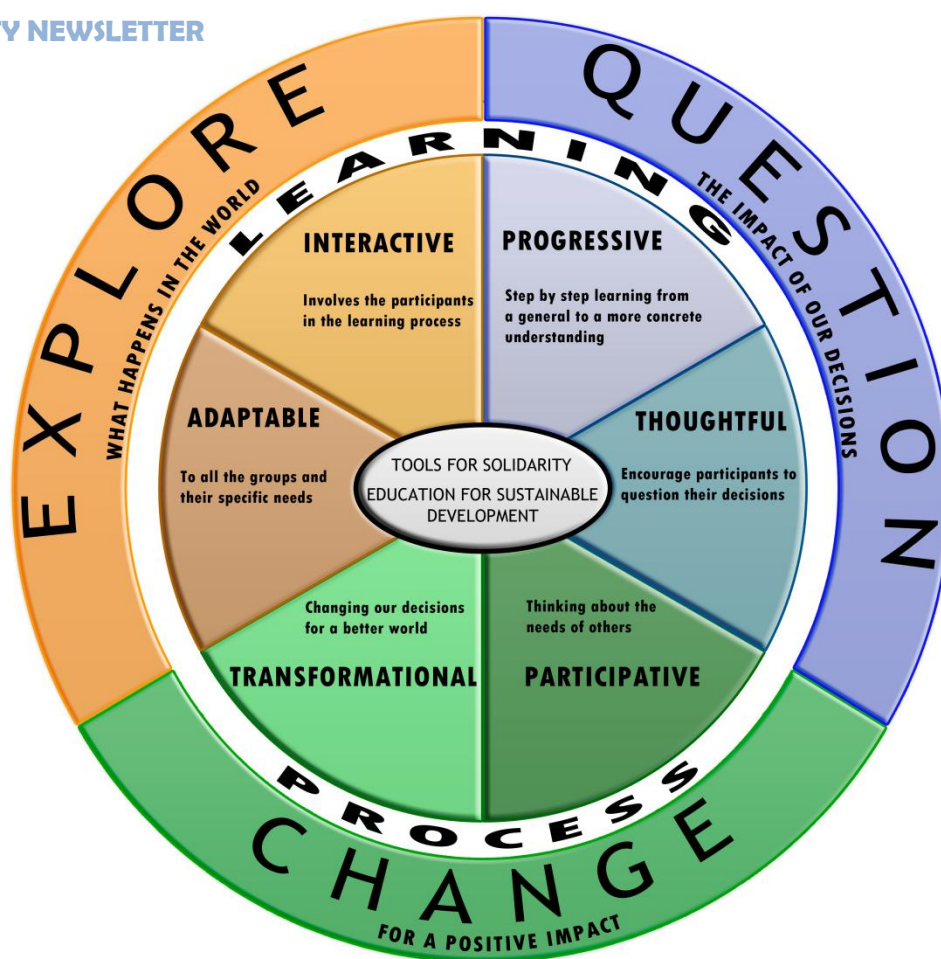 TY NEWSLETTER
EXPLORE
WHAT HAPPENS IN THE WORLD
QUESTION
THE IMPACT OF OUR DECISIONS
LEARNING
INTERACTIVE
Involves the participants
in the learning process
PROGRESSIVE
Step by step learning from
a general to a more concrete
understanding
ADAPTABLE
To all the groups and
their specific needs
THOUGHTFUL
Encourage participants to
question their decisions
TOOLS FOR SOLIDARITY
EDUCATION FOR SUSTAINABLE
DEVELOPMENT
Changing our decisions
for a better world
TRANSFORMATIONAL
Thinking about the
needs of others
PARTICIPATIVE
PROCESS
CHANGE
FOR A POSITIVE IMPACT